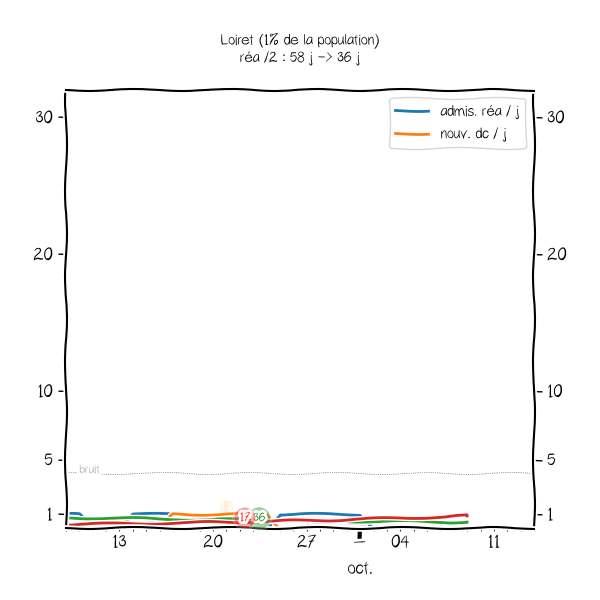 Loiret (1% de la population)
réa /2 : 58 j -> 36 j
admis. réa / j
nouv. dc / j
30
30
20
20
10
10
5
5
bruit
1
1
17
36
13
20
27
04
11
oct.